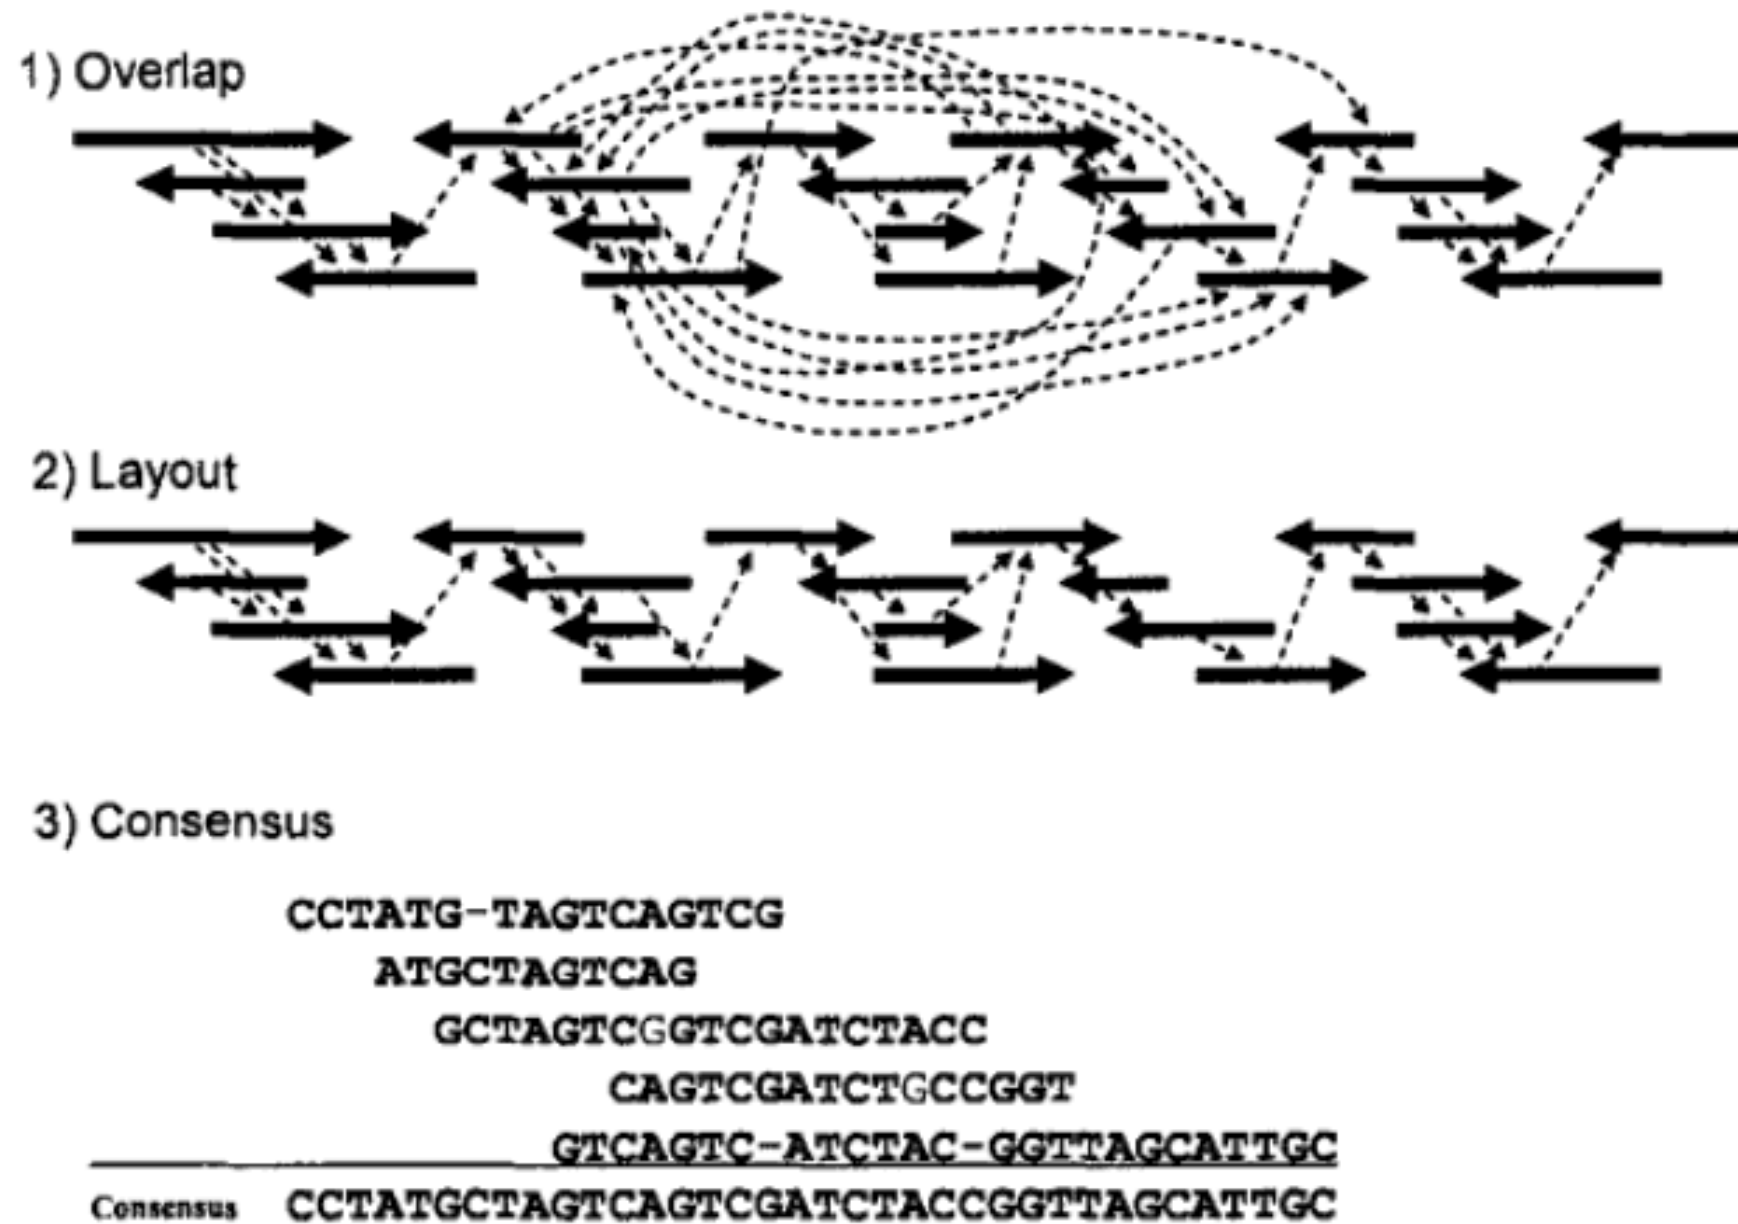 1) Overlap
2) Layout
3) Consensus
CCTATG-TAGTCAGTCG
ATGCTAGTCAG
GCTAGTCGGTCGATCTACC
CAGTCGATCTGCCGGT
GTCAGTC-ATCTAC-GGTTAGCATTGC
Consensus CCTATGCTAGTCAGTCGATCTACCGGTTAGCATTGC